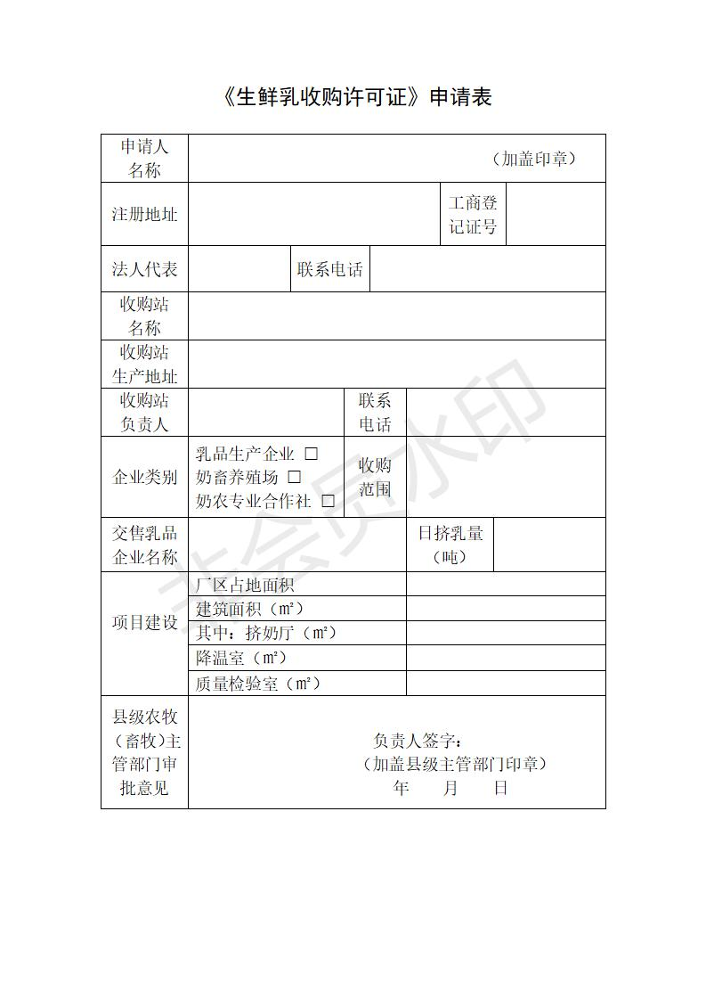 《生鲜乳收购许可证》申请表
申请人
名称
（加盖印章）
注册地址
工商登
记证号
法人代表
联系电话
收购站
名称
收购站
生产地址
收购站
负责人
联系
电话
企业类别
乳品生产企业 □
奶畜养殖场 □
奶农专业合作社 □
收购
范围
交售乳品
企业名称
日挤乳量
（吨）
项目建设
厂区占地面积
建筑面积（㎡）
其中：挤奶厅（㎡）
降温室（㎡）
质量检验室（㎡）
县级农牧
（畜牧）主
管部门审
批意见
负责人签字：
（加盖县级主管部门印章）
年 月 日
非会员水印